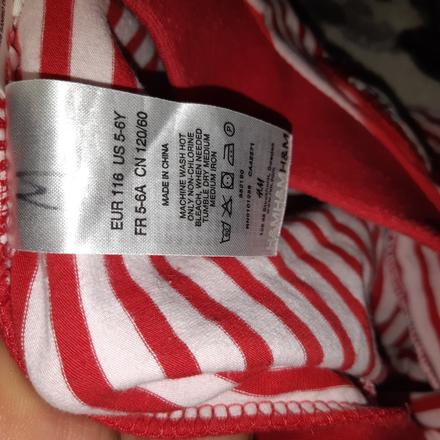 EUR 116 US 5-6Y
FR 5-6A CN 120/60
MADE IN CHINA
MACHINE WASH HOT
ONLY NON-CHLORINE
BLEACH WHEN NEEDED
TUMBLE DRY MEDIUM
MEDIUM IRON
60
P
H&M
H&M